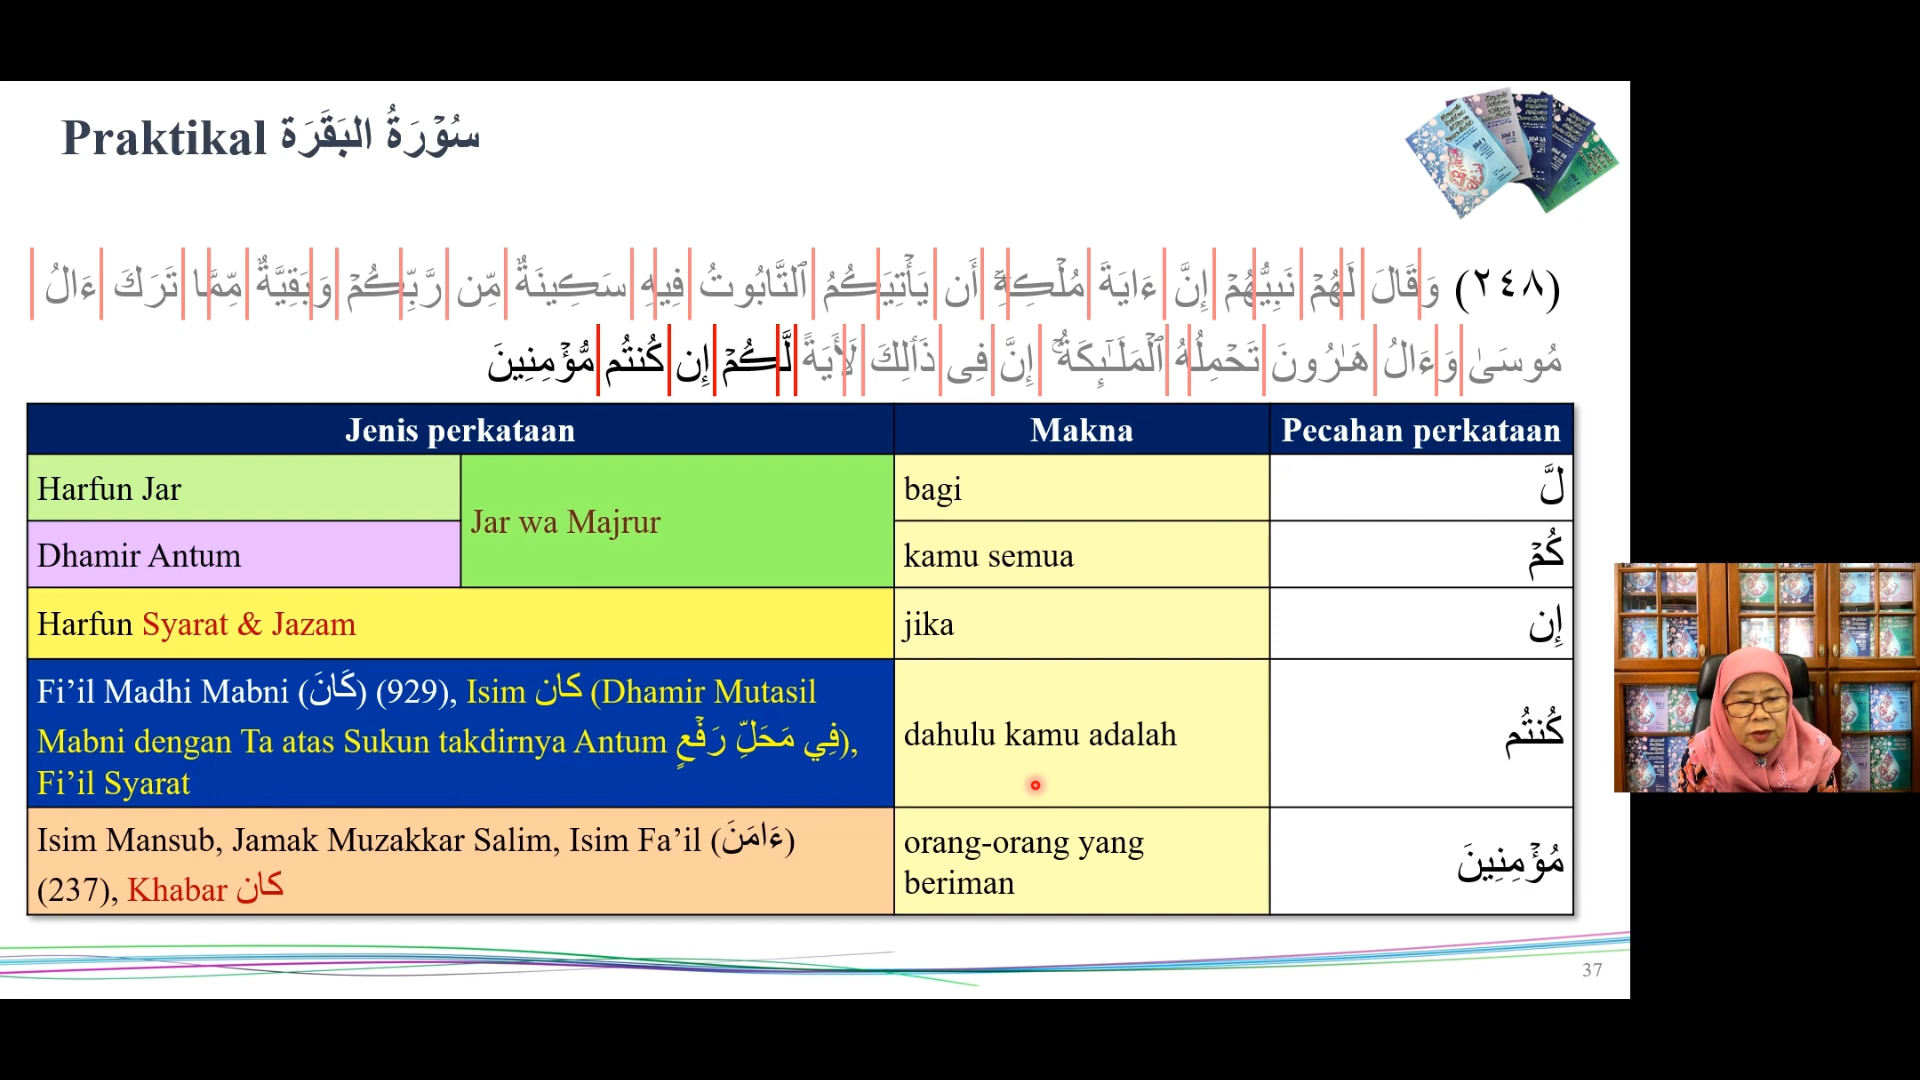 Praktikal سُوْرَةُ البَقَرَة
(٢٤٨) وَقَالَ لَهُمْ نَبِيُّهُمْ إِنَّ ءَايَةَ مُلْكِهِۦٓ أَن يَأْتِيَكُمُ ٱلتَّابُوتُ فِيهِ سَكِينَةٌ مِّن رَّبِّكُمْ وَبَقِيَّةٌ مِّمَّا تَرَكَ ءَالُ
مُوسَىٰ وَءَالُ هَـٰرُونَ تَحْمِلُهُ ٱلْمَلَـٰٓئِكَةُ ۚ إِنَّ فِى ذَٰلِكَ لَـَٔايَةً لَّكُمْ إِن كُنتُم مُّؤْمِنِينَ
Jenis perkataan Makna Pecahan perkataan
Harfun Jar Jar wa Majrur bagi لَّ
Dhamir Antum kamu semua كُمْ
Harfun Syarat & Jazam jika إِن
Fi’il Madhi Mabni (كَانَ) (929), Isim كان (Dhamir Mutasil
Mabni dengan Ta atas Sukun takdirnya Antum فِي مَحَلِّ رَفْعٍ),
Fi’il Syarat
dahulu kamu adalah كُنتُم
Isim Mansub, Jamak Muzakkar Salim, Isim Fa’il (ءَامَنَ)
(237), Khabar كان
orang-orang yang
beriman
مُؤْمِنِينَ
37